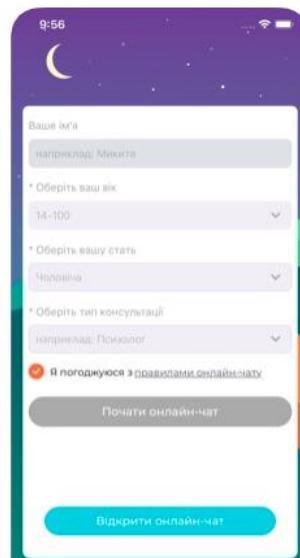 9:56
Ваше ім'я
наприклад: Микита
* Оберіть ваш вік
14-100
* Оберіть вашу стать
Чоловіча
* Оберіть тип консультації
наприклад: Психолог
Я погоджуюся з правилами онлайн-чату
Почати онлайн-чат
Відкрити онлайн-чат